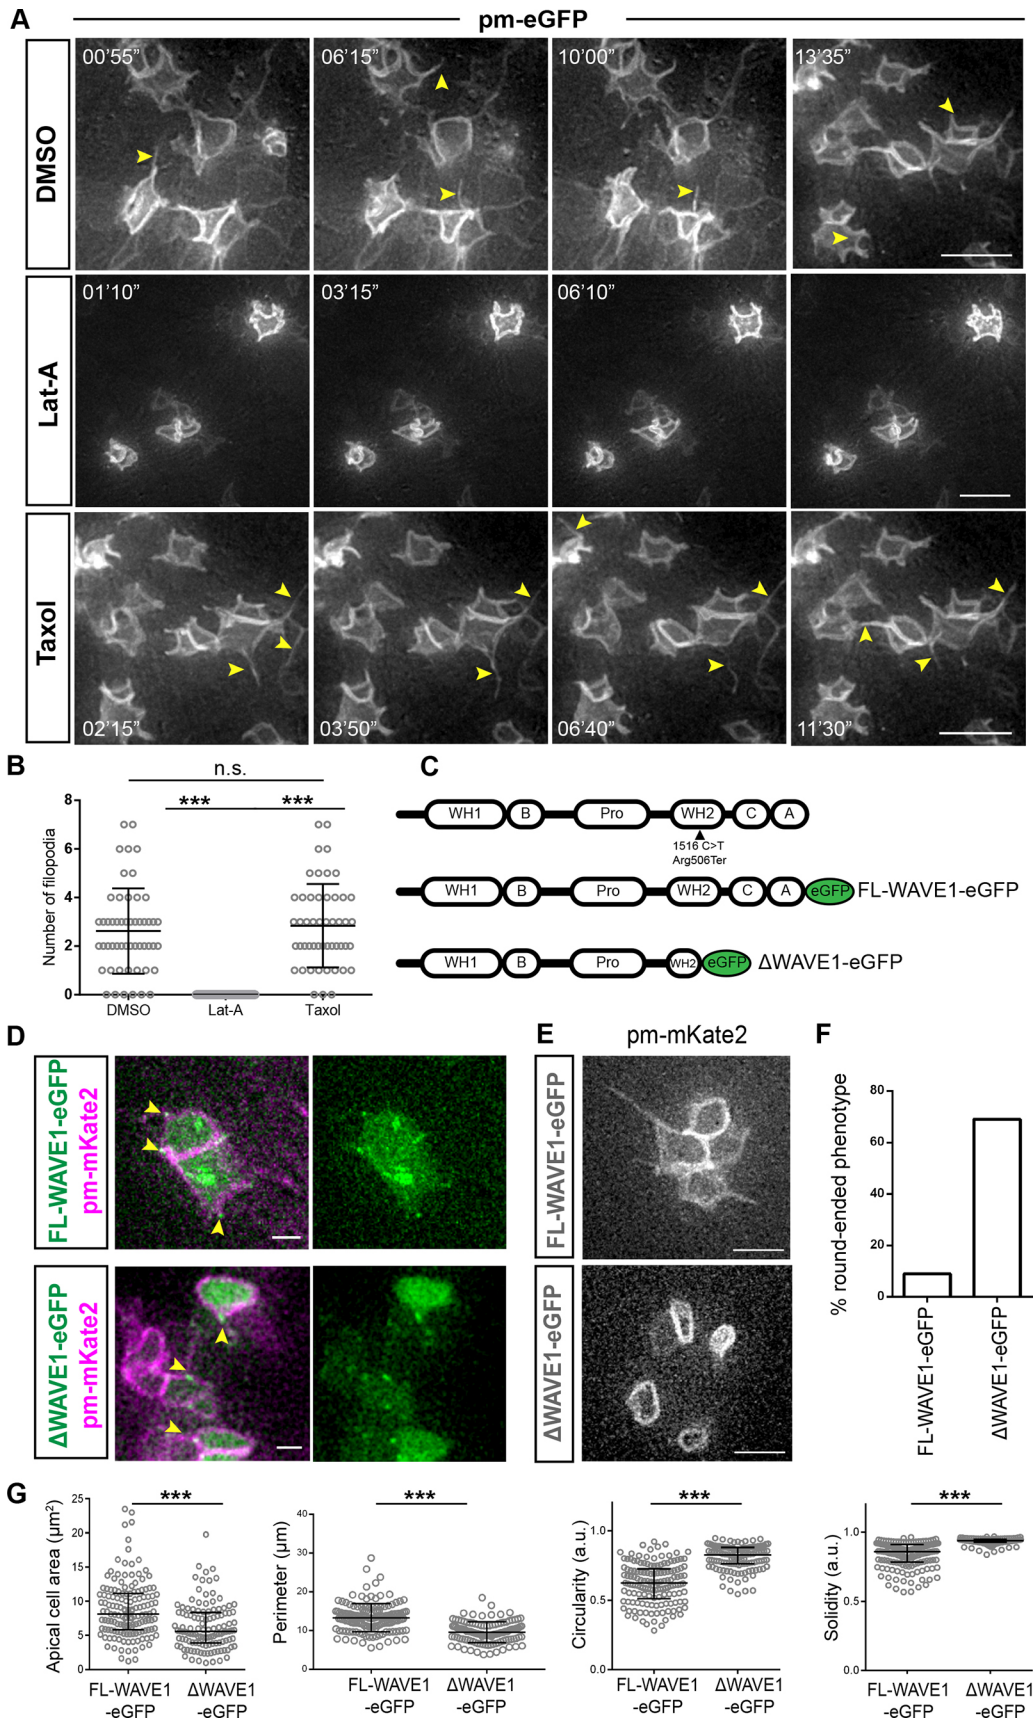 A
pm-eGFP
DMSO
00’55”
06’15”
10’00”
13’35”
Lat-A
01’10”
03’15”
06’10”
Taxol
02’15”
03’50”
06’40”
11’30”
B
n.s.
***
***
Number of filopodia
8
6
4
2
0
DMSO
Lat-A
Taxol
C
WH1 B Pro WH2 C A
1516 C>T
Arg506Ter
WH1 B Pro WH2 C A eGFP FL-WAVE1-eGFP
WH1 B Pro WH2 eGFP ΔWAVE1-eGFP
D
FL-WAVE1-eGFP
pm-mKate2
ΔWAVE1-eGFP
pm-mKate2
E
pm-mKate2
FL-WAVE1-eGFP
ΔWAVE1-eGFP
F
% round-ended phenotype
80
60
40
20
0
FL-WAVE1-eGFP
ΔWAVE1-eGFP
G
Apical cell area (µm²)
25
20
15
10
5
0
***
FL-WAVE1
-eGFP
ΔWAVE1
-eGFP
Perimeter (µm)
40
30
20
10
0
***
FL-WAVE1
-eGFP
ΔWAVE1
-eGFP
Circularity (a.u.)
1.0
0.5
0.0
***
FL-WAVE1
-eGFP
ΔWAVE1
-eGFP
Solidity (a.u.)
1.0
0.5
0.0
***
FL-WAVE1
-eGFP
ΔWAVE1
-eGFP